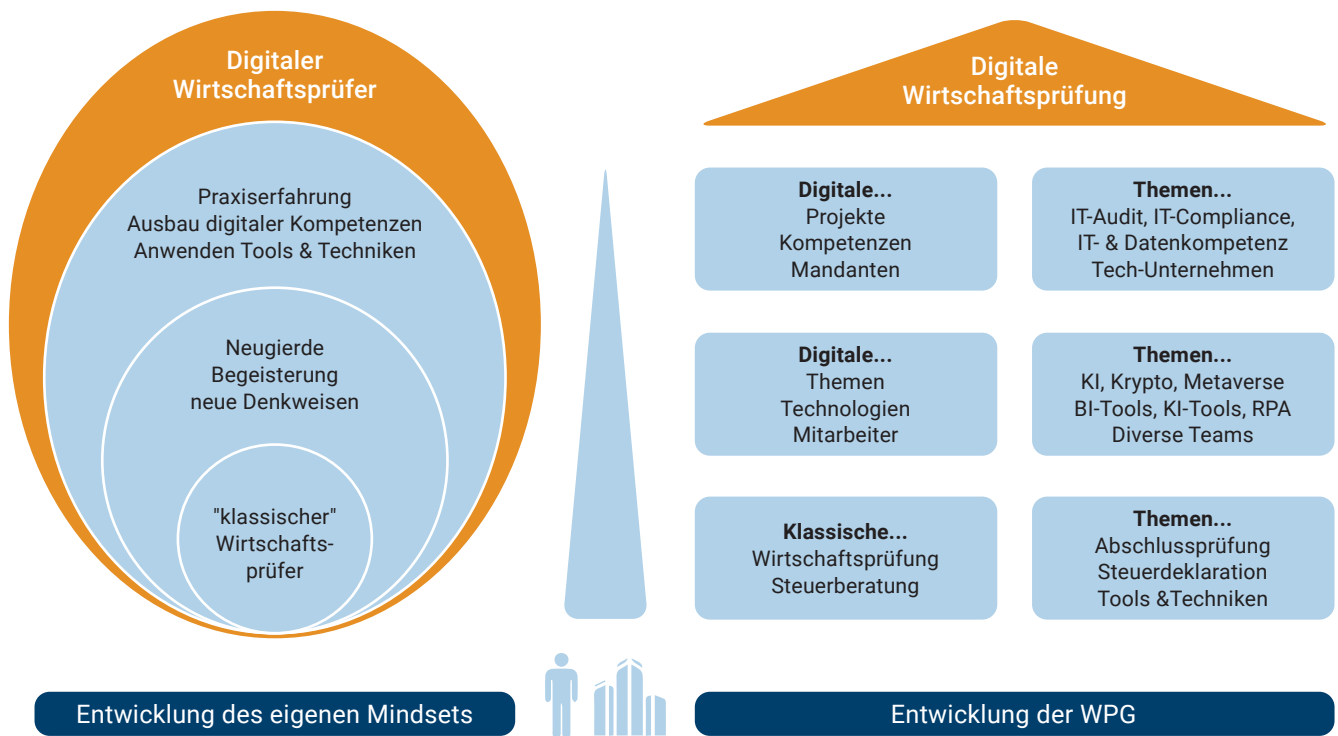 Digitaler
Wirtschaftsprüfer
Praxiserfahrung
Ausbau digitaler Kompetenzen
Anwenden Tools & Techniken
Neugierde
Begeisterung
neue Denkweisen
"klassischer"
Wirtschafts-
prüfer
Entwicklung des eigenen Mindsets
Digitale
Wirtschaftsprüfung
Digitale...
Projekte
Kompetenzen
Mandanten
Themen...
IT-Audit, IT-Compliance,
IT- & Datenkompetenz
Tech-Unternehmen
Digitale...
Themen
Technologien
Mitarbeiter
Themen...
KI, Krypto, Metaverse
BI-Tools, KI-Tools, RPA
Diverse Teams
Klassische...
Wirtschaftsprüfung
Steuerberatung
Themen...
Abschlussprüfung
Steuerdeklaration
Tools &Techniken
Entwicklung der WPG